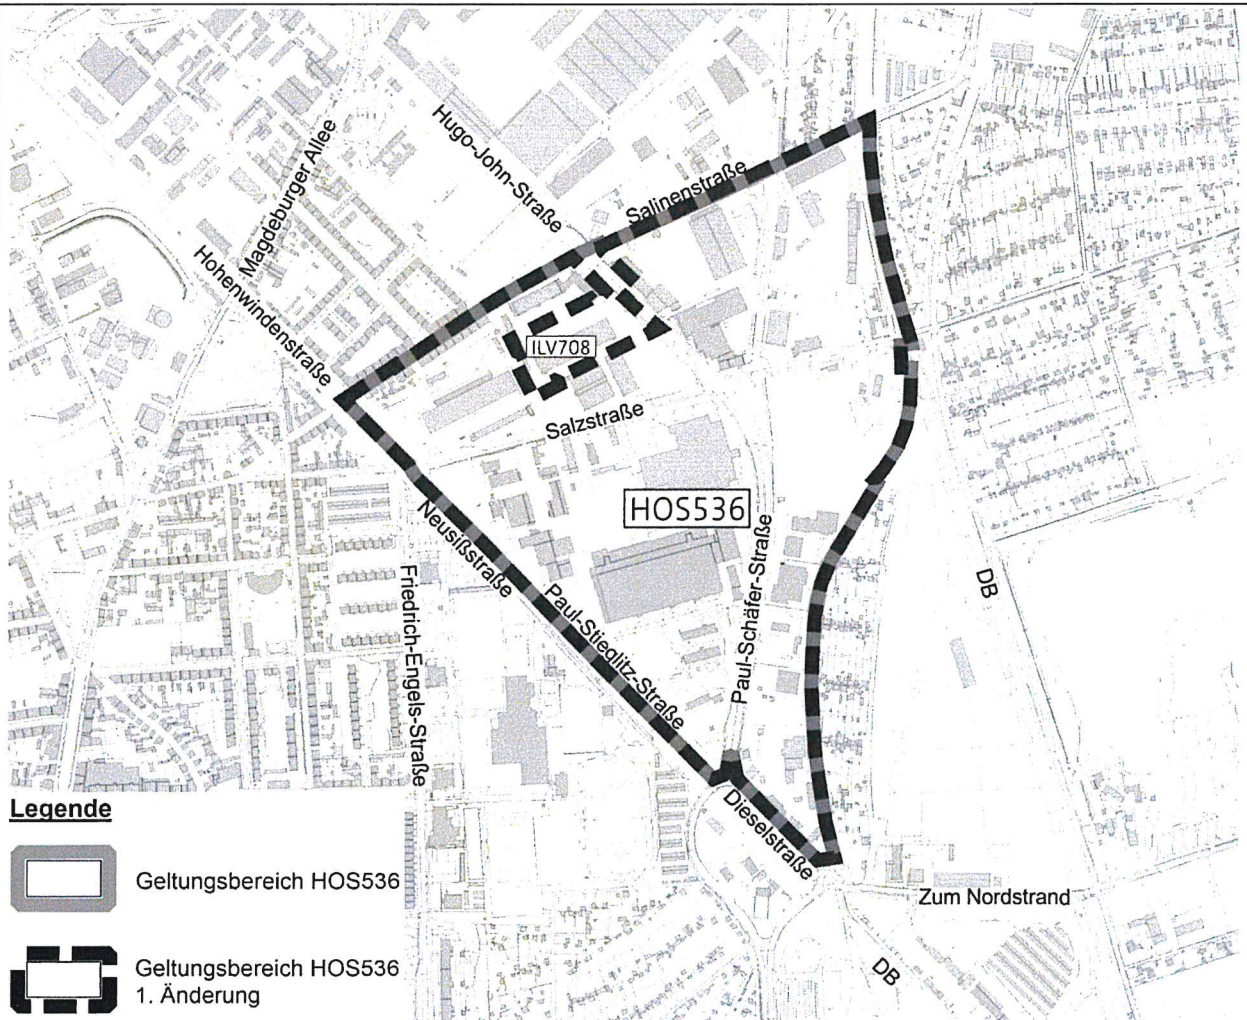 Hugo-John-Straße
Magdeburger Allee
Salinenstraße
Hohenwindenstraße
ILV708
Salzstraße
HOS536
Neusißstraße
Paul-Schäfer-Straße
Friedrich-Engels-Straße
Paul-Stieglitz-Straße
DB
Dieselstraße
Zum Nordstrand
DB
Legende
Geltungsbereich HOS536
Geltungsbereich HOS536
1. Änderung